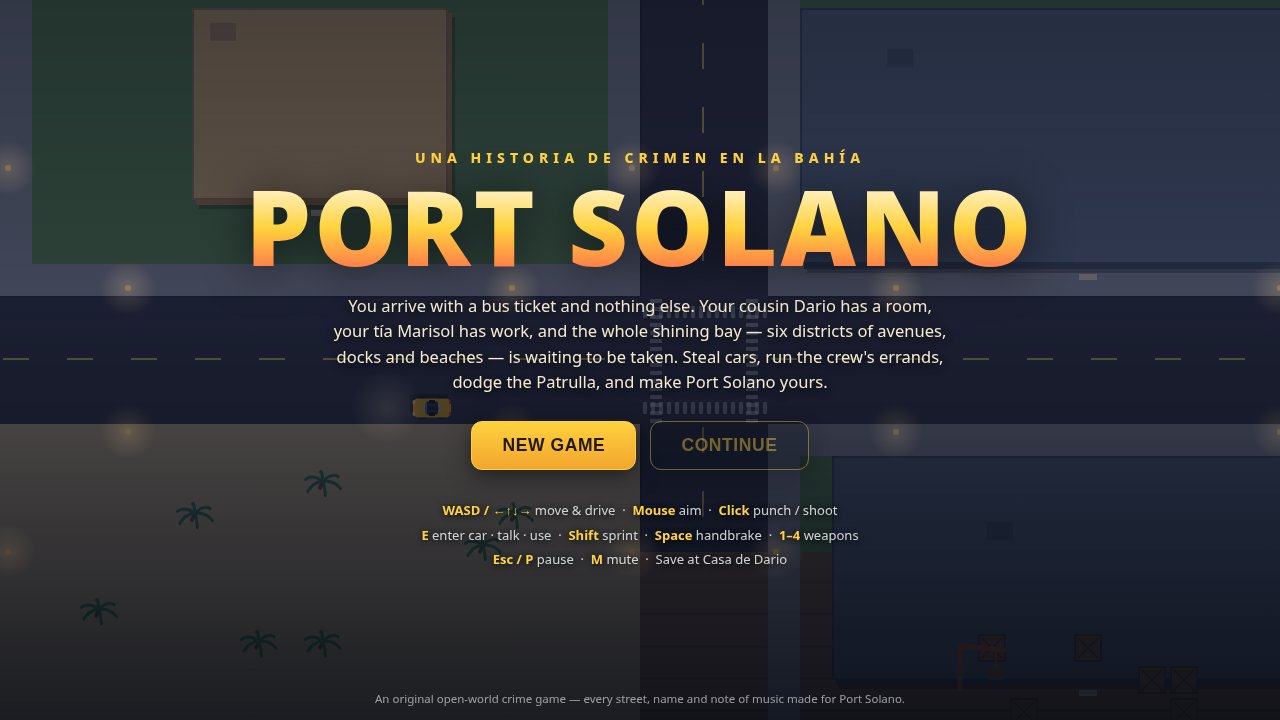 UNA HISTORIA DE CRIMEN EN LA BAHÍA
PORT SOLANO
You arrive with a bus ticket and nothing else. Your cousin Dario has a room,
your tía Marisol has work, and the whole shining bay — six districts of avenues,
docks and beaches — is waiting to be taken. Steal cars, run the crew's errands,
dodge the Patrulla, and make Port Solano yours.
NEW GAME
CONTINUE
WASD / ←↑↓→ move & drive · Mouse aim · Click punch / shoot
E enter car · talk · use · Shift sprint · Space handbrake · 1–4 weapons
Esc / P pause · M mute · Save at Casa de Dario
An original open-world crime game — every street, name and note of music made for Port Solano.